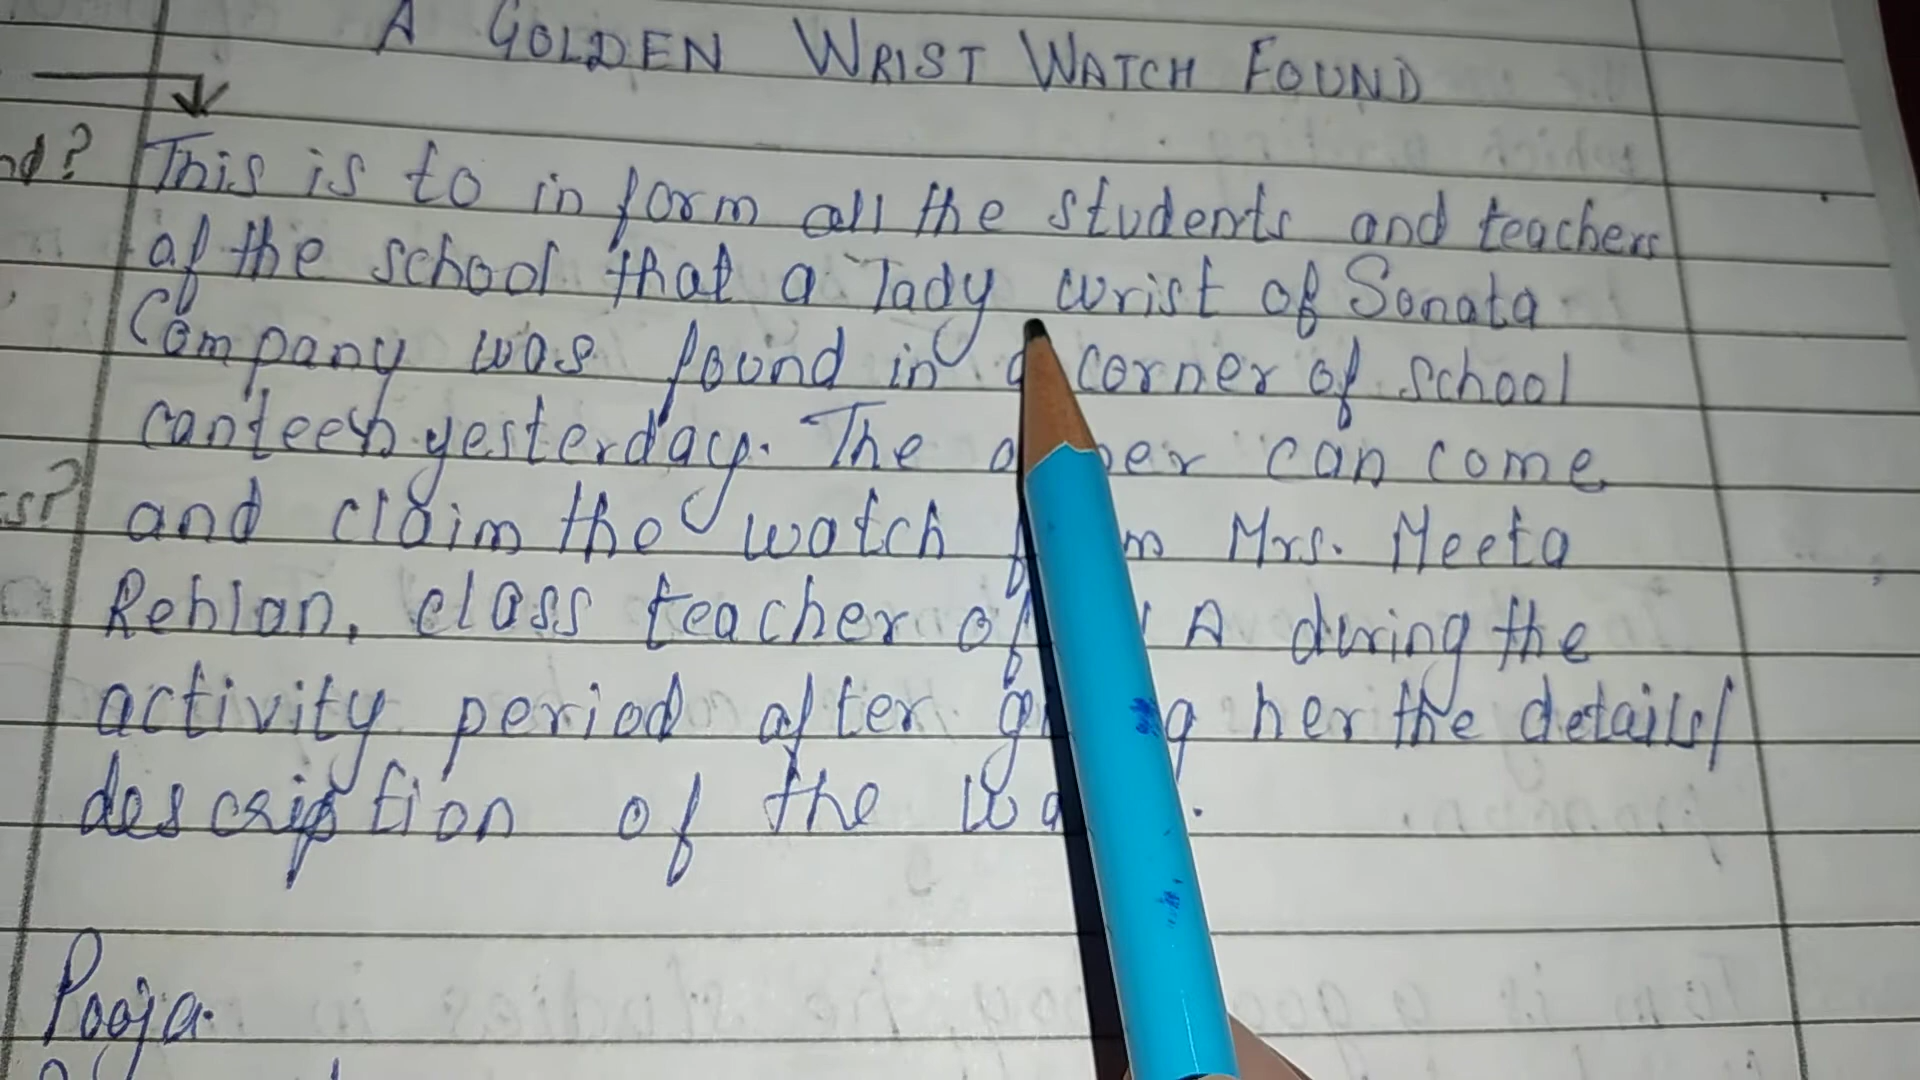 A GOLDEN WRIST WATCH FOUND
This is to inform all the students and teachers
of the school that a lady wrist of Sonata
Company was found in a corner of school
canteen yesterday. The can come
and claim the watch Mrs. Meeta
Rehlan, class teacher of A during the
activity period after her the details/
description of the
Pooja